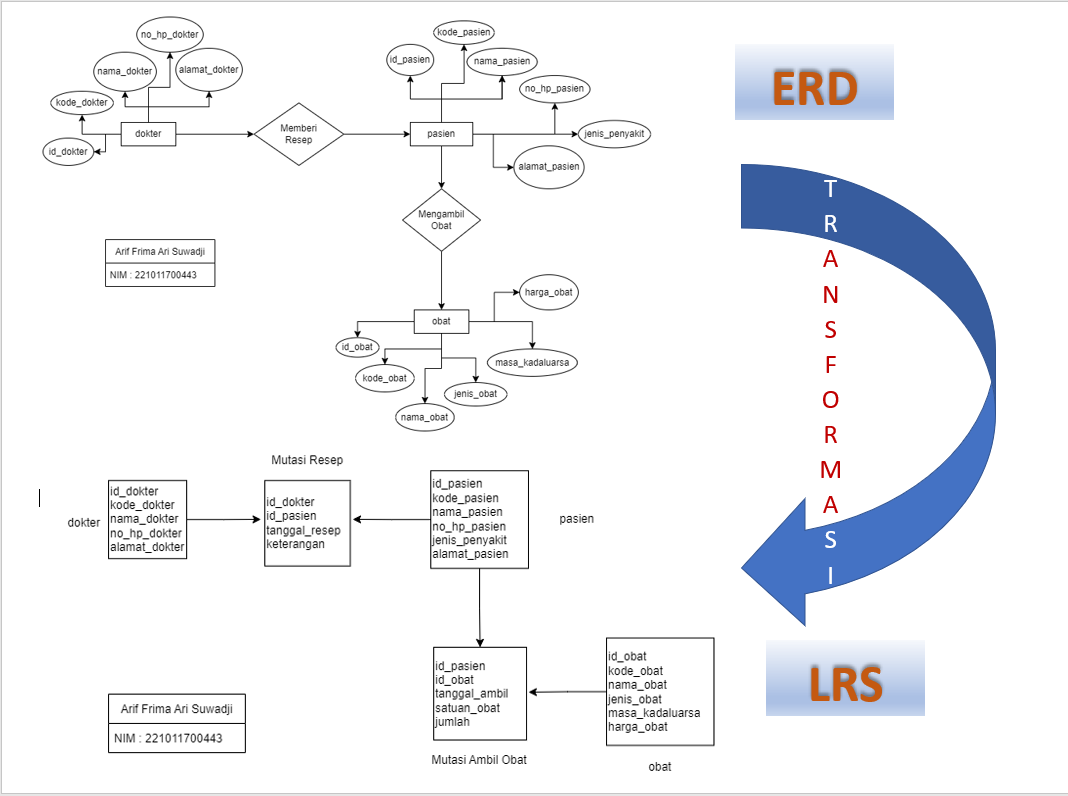 no_hp_dokter
nama_dokter
alamat_dokter
kode_dokter
id_dokter
dokter
Memberi
Resep
kode_pasien
id_pasien
nama_pasien
no_hp_pasien
pasien
jenis_penyakit
alamat_pasien
Mengambil
Obat
Arif Frima Ari Suwadji
NIM : 221011700443
harga_obat
obat
id_obat
masa_kadaluarsa
kode_obat
jenis_obat
nama_obat
ERD
T
R
A
N
S
F
O
R
M
A
S
I
LRS
Mutasi Resep
dokter
id_dokter
kode_dokter
nama_dokter
no_hp_dokter
alamat_dokter
id_dokter
id_pasien
tanggal_resep
keterangan
id_pasien
kode_pasien
nama_pasien
no_hp_pasien
jenis_penyakit
alamat_pasien
pasien
id_pasien
id_obat
tanggal_ambil
satuan_obat
jumlah
Mutasi Ambil Obat
id_obat
kode_obat
nama_obat
jenis_obat
masa_kadaluarsa
harga_obat
obat
Arif Frima Ari Suwadji
NIM : 221011700443